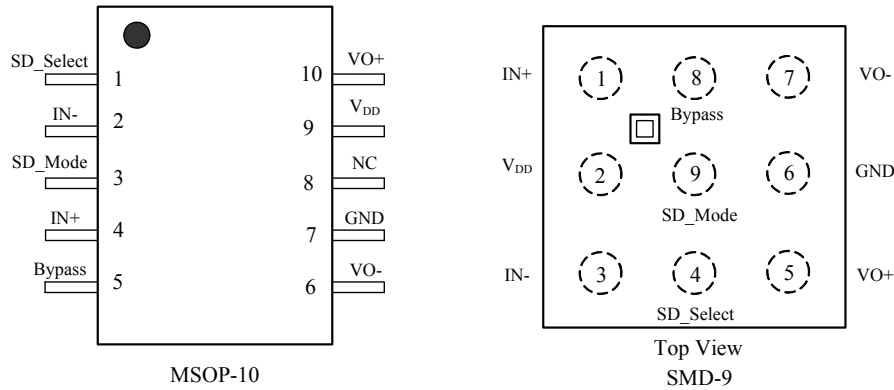 SD_Select
1
10
VO+
IN-
2
9
VDD
SD_Mode
3
8
NC
IN+
4
7
GND
Bypass
5
6
VO-
MSOP-10
IN+
1
8
7
VO-
Bypass
VDD
2
9
6
GND
SD_Mode
IN-
3
4
5
VO+
SD_Select
Top View
SMD-9